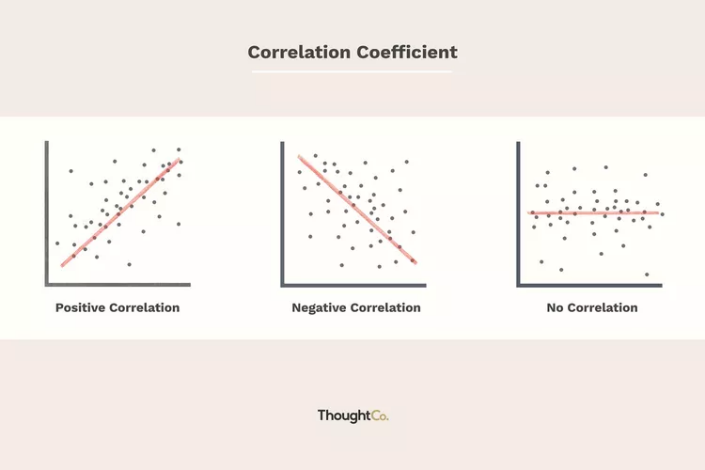 Correlation Coefficient
Positive Correlation
Negative Correlation
No Correlation
ThoughtCo.